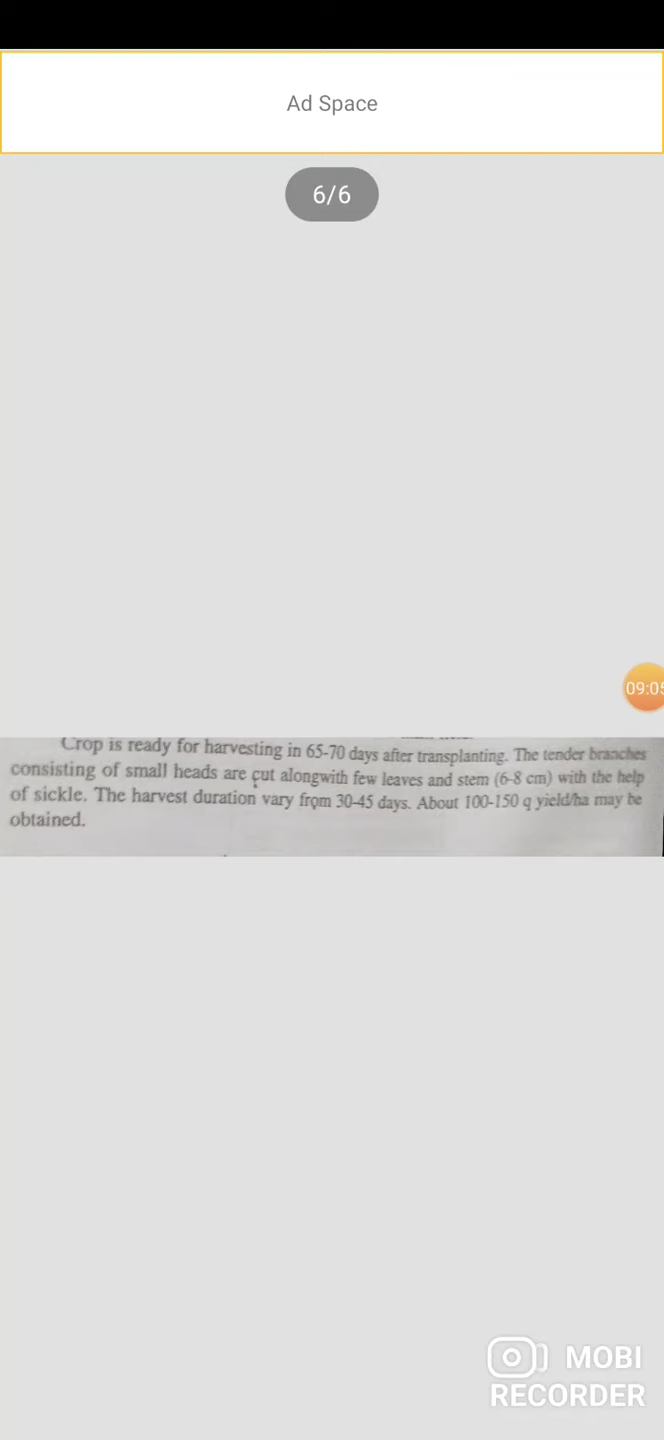 Ad Space
6/6
09:05
Crop is ready for harvesting in 65-70 days after transplanting. The tender branches
consisting of small heads are cut alongwith few leaves and stem (6-8 cm) with the help
of sickle. The harvest duration vary from 30-45 days. About 100-150 q yield/ha may be
obtained.
MOBI
RECORDER